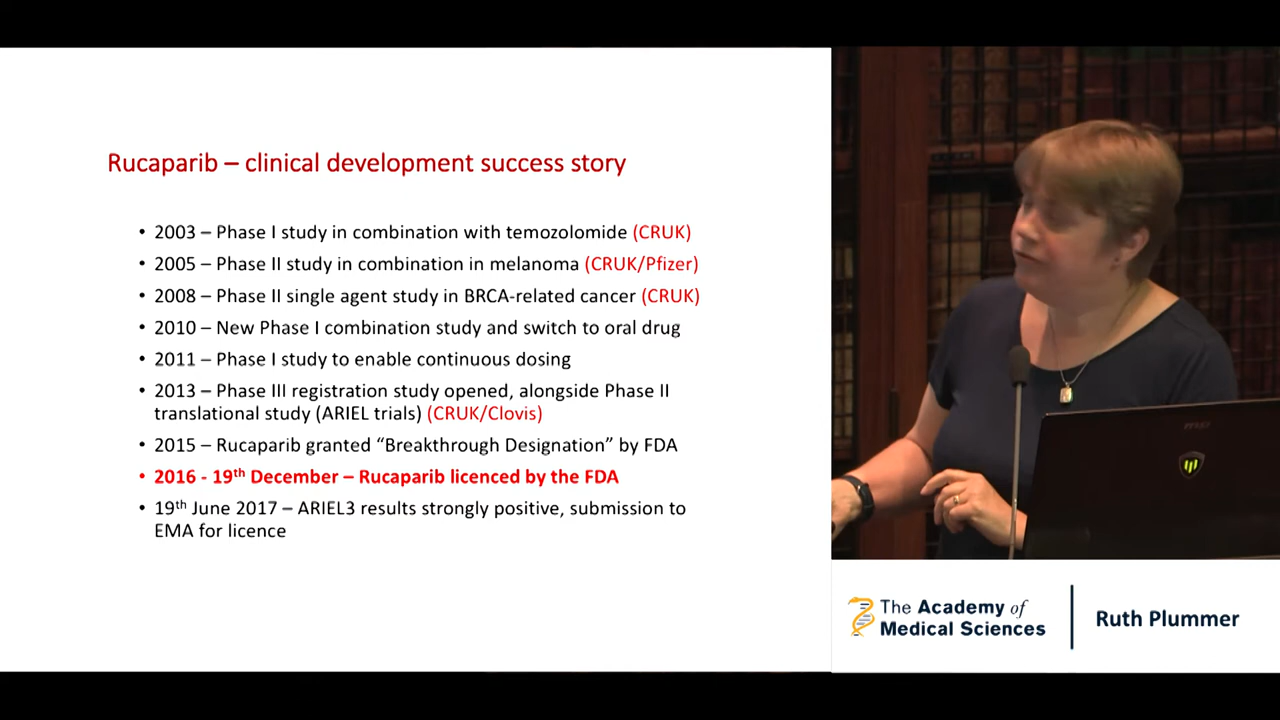 Rucaparib – clinical development success story
• 2003 – Phase I study in combination with temozolomide (CRUK)
• 2005 – Phase II study in combination in melanoma (CRUK/Pfizer)
• 2008 – Phase II single agent study in BRCA-related cancer (CRUK)
• 2010 – New Phase I combination study and switch to oral drug
• 2011 – Phase I study to enable continuous dosing
• 2013 – Phase III registration study opened, alongside Phase II
translational study (ARIEL trials) (CRUK/Clovis)
• 2015 – Rucaparib granted “Breakthrough Designation” by FDA
• 2016 - 19th December – Rucaparib licenced by the FDA
• 19th June 2017 – ARIEL3 results strongly positive, submission to
EMA for licence
The Academy of
Medical Sciences
Ruth Plummer